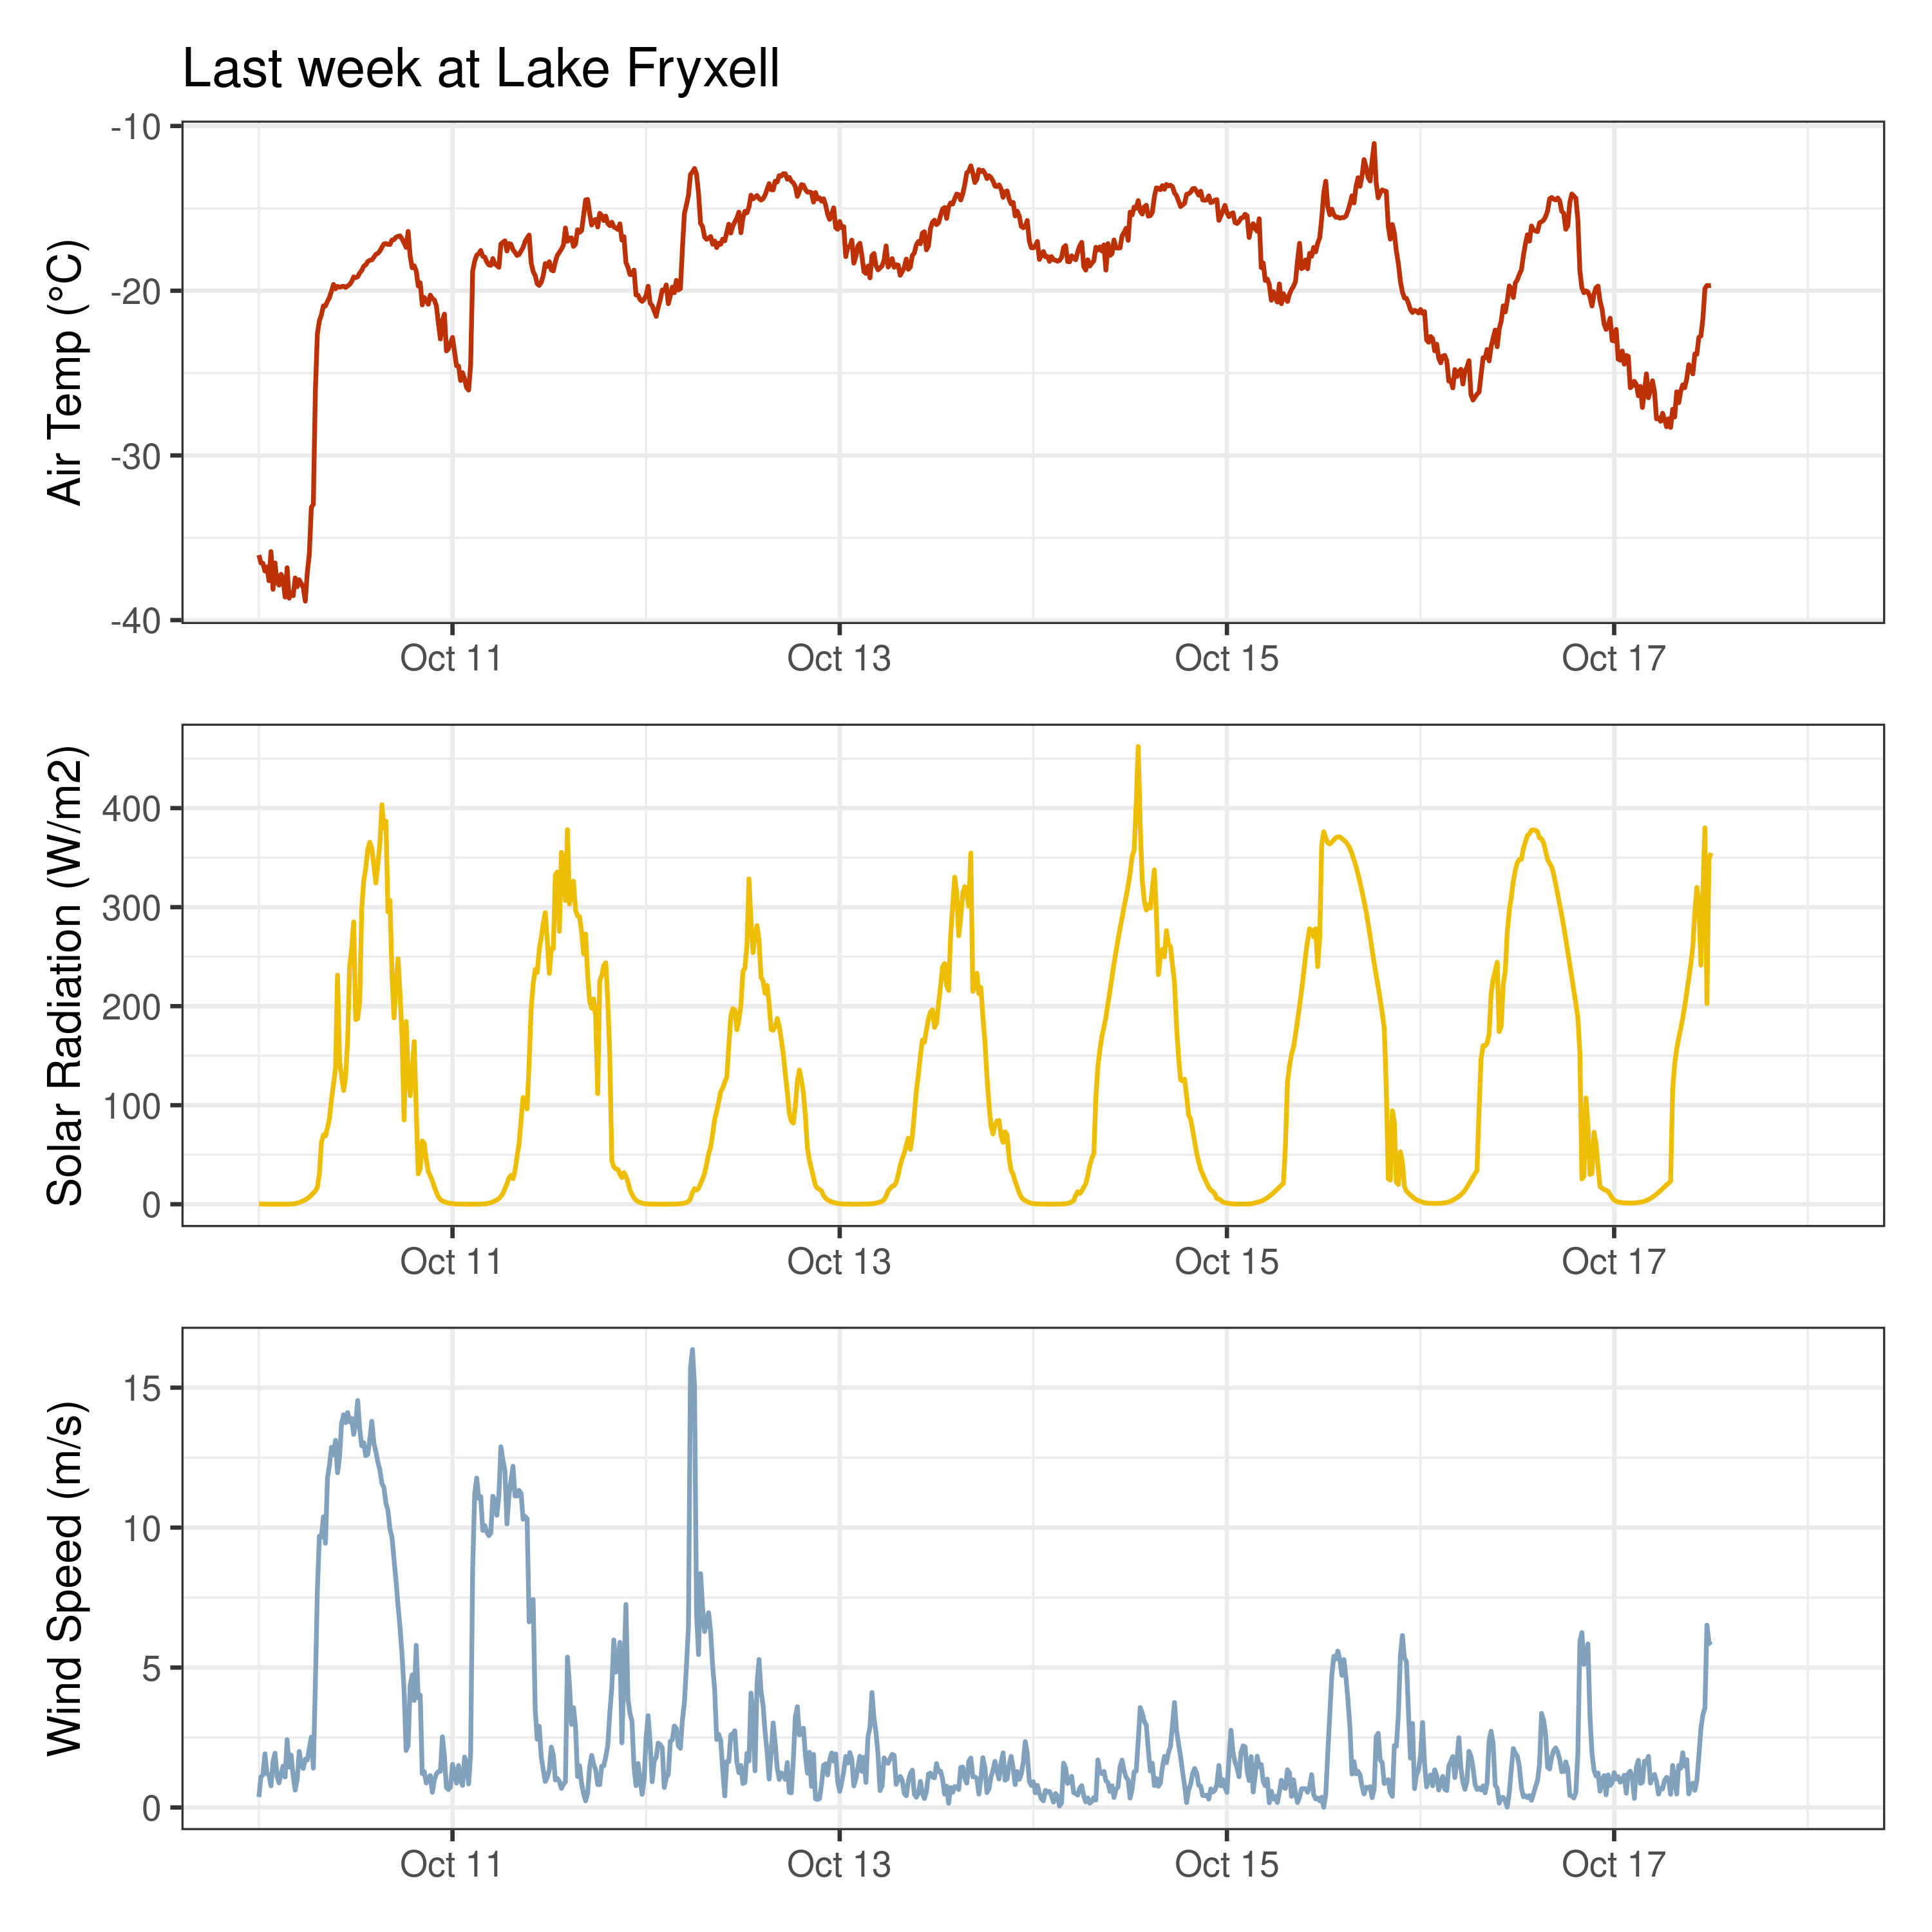 Last week at Lake Fryxell
Air Temp (°C)
-10
-20
-30
-40
Oct 11 Oct 13 Oct 15 Oct 17
Solar Radiation (W/m2)
400
300
200
100
0
Oct 11 Oct 13 Oct 15 Oct 17
Wind Speed (m/s)
15
10
5
0
Oct 11 Oct 13 Oct 15 Oct 17